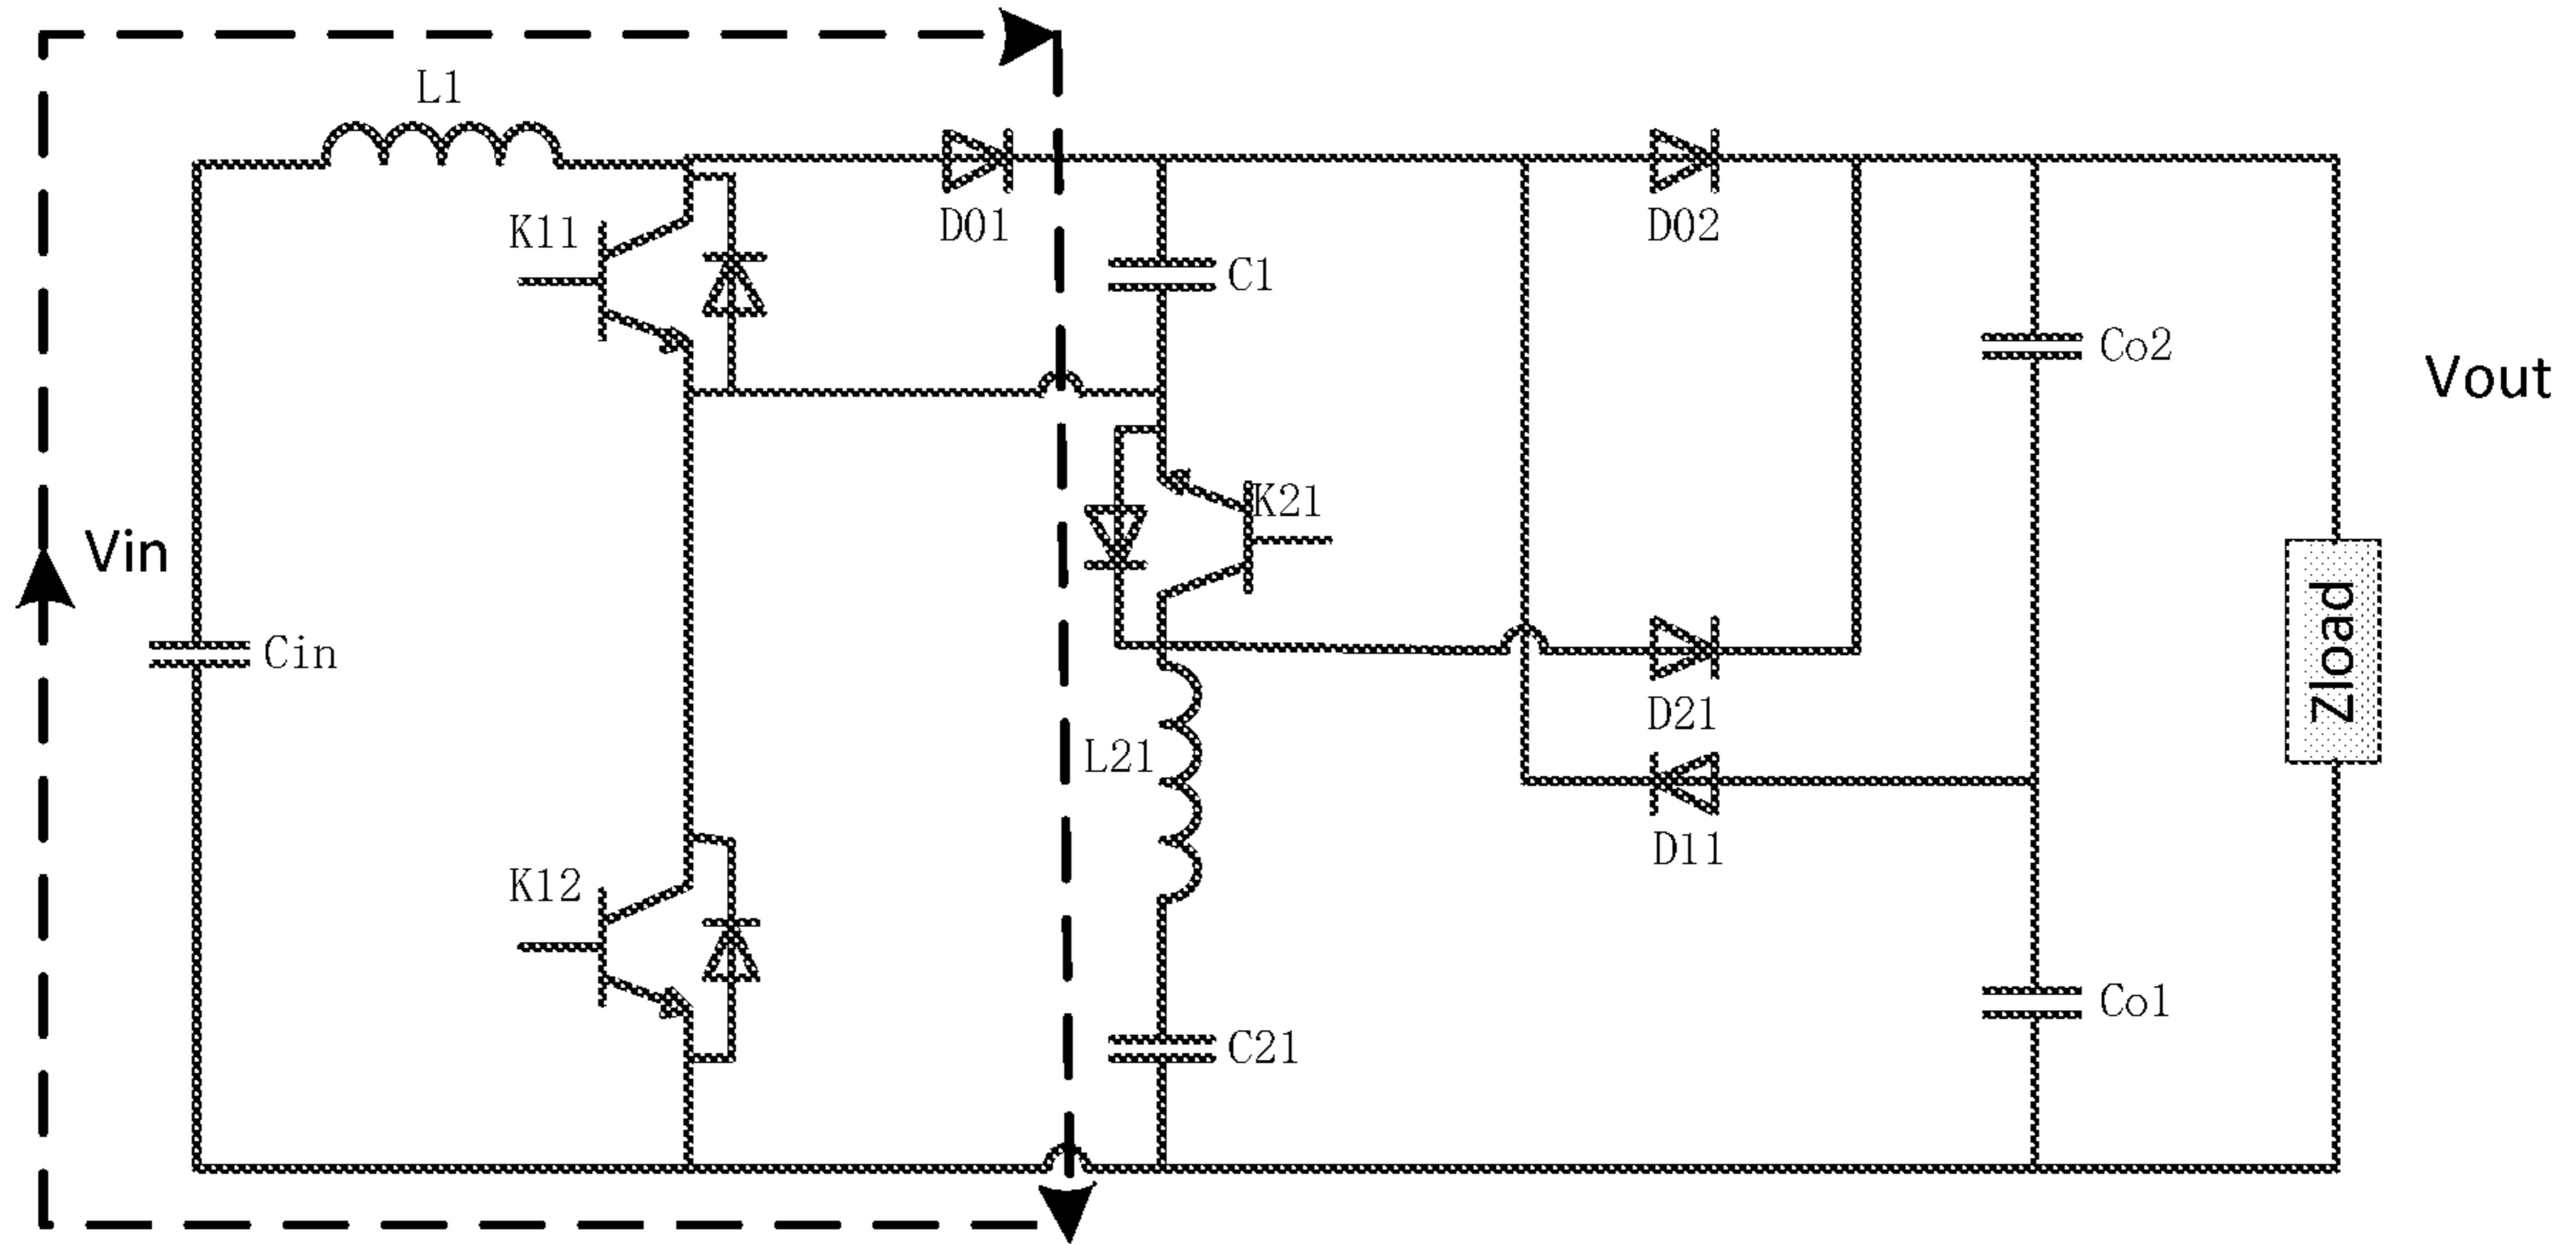 L1
K11
D01
D02
C1
Co2
Vout
K21
Vin
Cin
Zload
D21
L21
D11
K12
C21
Co1